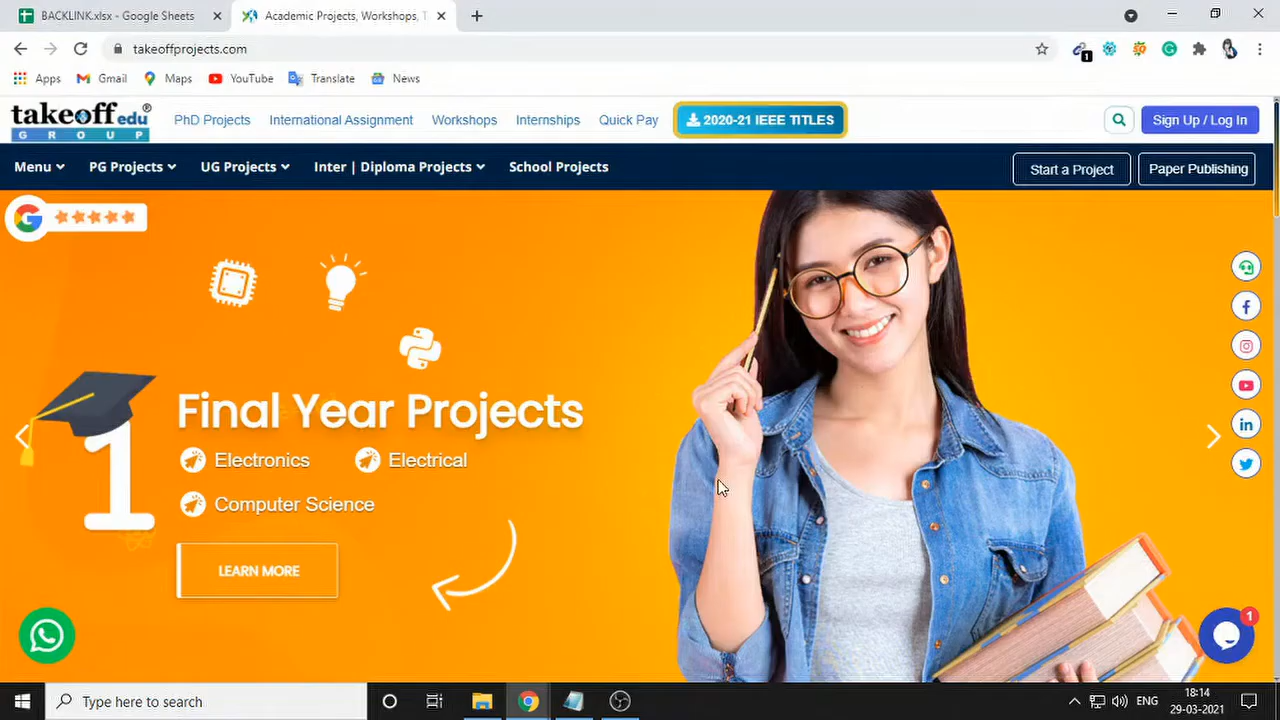 BACKLINK.xlsx - Google Sheets
Academic Projects, Workshops, T
takeoffprojects.com
1
Apps
Gmail
Maps
YouTube
Translate
News
takeoff edu®
GROUP
PhD Projects
International Assignment
Workshops
Internships
Quick Pay
2020-21 IEEE TITLES
Sign Up / Log In
Menu
PG Projects
UG Projects
Inter | Diploma Projects
School Projects
Start a Project
Paper Publishing
1
Final Year Projects
Electronics
Electrical
Computer Science
LEARN MORE
1
Type here to search
ENG
18:14
29-03-2021